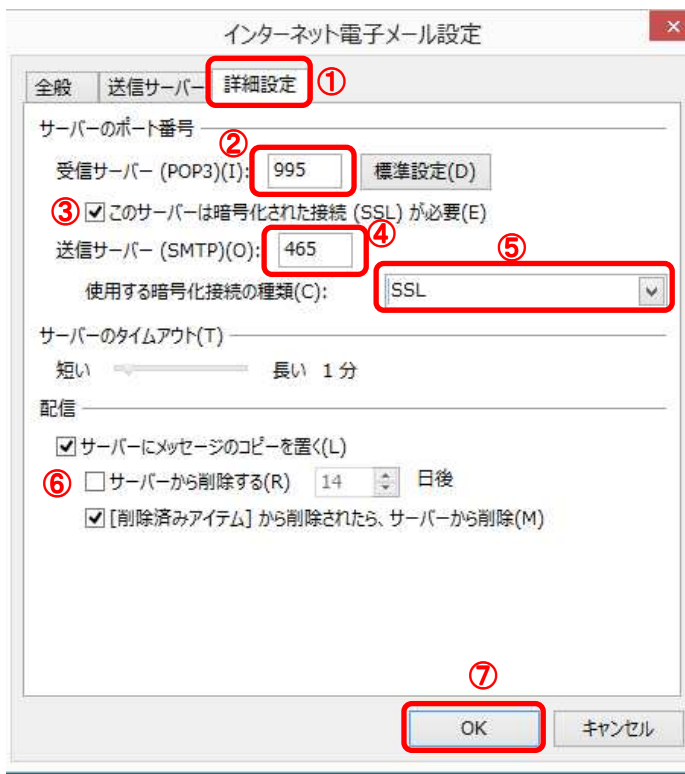 インターネット電子メール設定
×
全般 送信サーバー 詳細設定 ①
サーバーのポート番号
②
受信サーバー (POP3)(I): 995 標準設定(D)
③ このサーバーは暗号化された接続 (SSL) が必要(E)
④
送信サーバー (SMTP)(O): 465
⑤
使用する暗号化接続の種類(C): SSL
サーバーのタイムアウト(T)
短い 長い 1 分
配信
サーバーにメッセージのコピーを置く(L)
⑥ サーバーから削除する(R) 14 日後
[削除済みアイテム] から削除されたら、サーバーから削除(M)
⑦
OK キャンセル